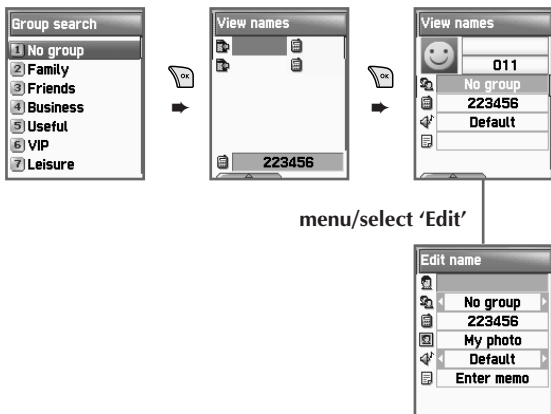 Group search
1 No group
2 Family
3 Friends
4 Business
5 Useful
6 VIP
7 Leisure
OK
View names
223456
OK
View names
011
No group
223456
Default
menu/select ‘Edit’
Edit name
No group
223456
My photo
Default
Enter memo